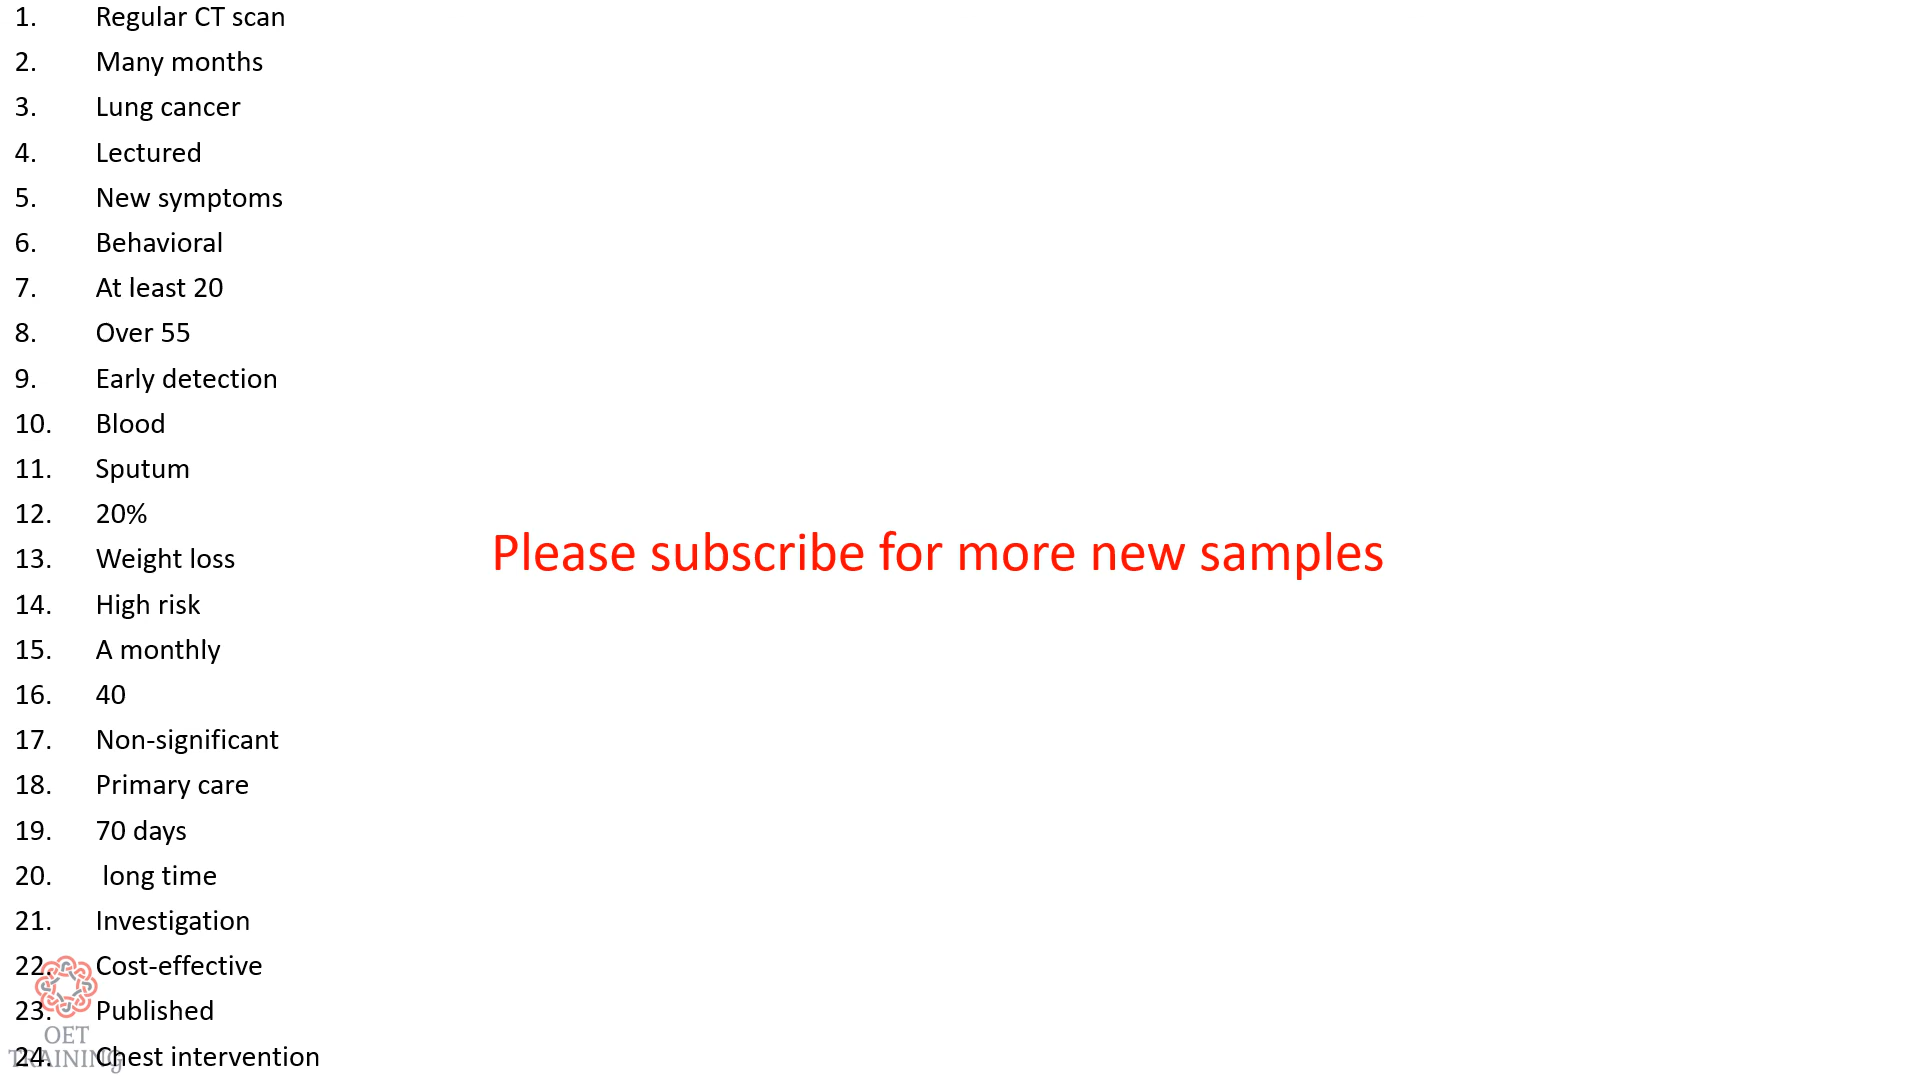 1. Regular CT scan
2. Many months
3. Lung cancer
4. Lectured
5. New symptoms
6. Behavioral
7. At least 20
8. Over 55
9. Early detection
10. Blood
11. Sputum
12. 20%
Please subscribe for more new samples
13. Weight loss
14. High risk
15. A monthly
16. 40
17. Non-significant
18. Primary care
19. 70 days
20. long time
21. Investigation
22. Cost-effective
23. Published
OET
TRAINING
24. Chest intervention